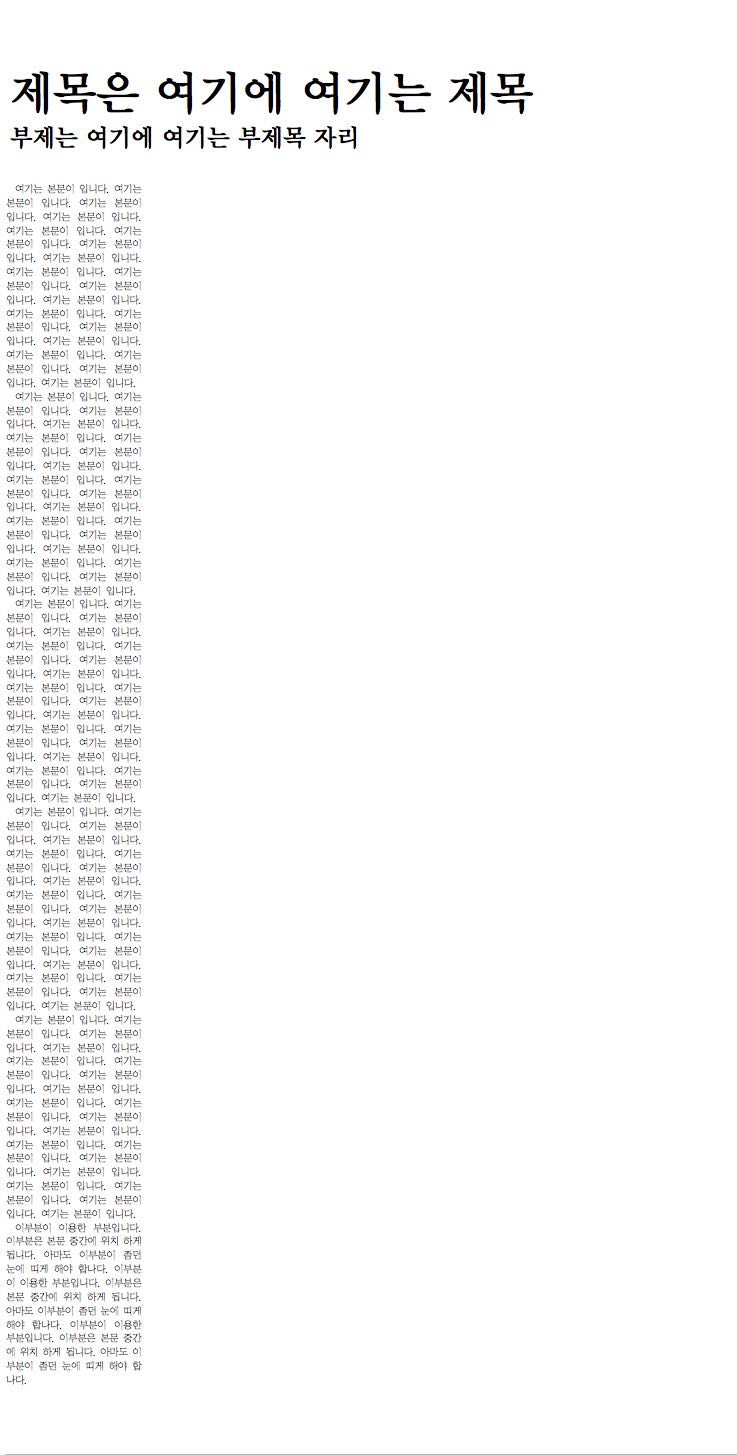 제목은 여기에 여기는 제목
부제는 여기에 여기는 부제목 자리
여기는 본문이 입니다. 여기는
본문이 입니다. 여기는 본문이
입니다. 여기는 본문이 입니다.
여기는 본문이 입니다. 여기는
본문이 입니다. 여기는 본문이
입니다. 여기는 본문이 입니다.
여기는 본문이 입니다. 여기는
본문이 입니다. 여기는 본문이
입니다. 여기는 본문이 입니다.
여기는 본문이 입니다. 여기는
본문이 입니다. 여기는 본문이
입니다. 여기는 본문이 입니다.
여기는 본문이 입니다. 여기는
본문이 입니다. 여기는 본문이
입니다. 여기는 본문이 입니다.
여기는 본문이 입니다. 여기는
본문이 입니다. 여기는 본문이
입니다. 여기는 본문이 입니다.
여기는 본문이 입니다. 여기는
본문이 입니다. 여기는 본문이
입니다. 여기는 본문이 입니다.
여기는 본문이 입니다. 여기는
본문이 입니다. 여기는 본문이
입니다. 여기는 본문이 입니다.
여기는 본문이 입니다. 여기는
본문이 입니다. 여기는 본문이
입니다. 여기는 본문이 입니다.
여기는 본문이 입니다. 여기는
본문이 입니다. 여기는 본문이
입니다. 여기는 본문이 입니다.
여기는 본문이 입니다. 여기는
본문이 입니다. 여기는 본문이
입니다. 여기는 본문이 입니다.
여기는 본문이 입니다. 여기는
본문이 입니다. 여기는 본문이
입니다. 여기는 본문이 입니다.
여기는 본문이 입니다. 여기는
본문이 입니다. 여기는 본문이
입니다. 여기는 본문이 입니다.
여기는 본문이 입니다. 여기는
본문이 입니다. 여기는 본문이
입니다. 여기는 본문이 입니다.
여기는 본문이 입니다. 여기는
본문이 입니다. 여기는 본문이
입니다. 여기는 본문이 입니다.
여기는 본문이 입니다. 여기는
본문이 입니다. 여기는 본문이
입니다. 여기는 본문이 입니다.
여기는 본문이 입니다. 여기는
본문이 입니다. 여기는 본문이
입니다. 여기는 본문이 입니다.
여기는 본문이 입니다. 여기는
본문이 입니다. 여기는 본문이
입니다. 여기는 본문이 입니다.
여기는 본문이 입니다. 여기는
본문이 입니다. 여기는 본문이
입니다. 여기는 본문이 입니다.
여기는 본문이 입니다. 여기는
본문이 입니다. 여기는 본문이
입니다. 여기는 본문이 입니다.
여기는 본문이 입니다. 여기는
본문이 입니다. 여기는 본문이
입니다. 여기는 본문이 입니다.
여기는 본문이 입니다. 여기는
본문이 입니다. 여기는 본문이
입니다. 여기는 본문이 입니다.
여기는 본문이 입니다. 여기는
본문이 입니다. 여기는 본문이
입니다. 여기는 본문이 입니다.
여기는 본문이 입니다. 여기는
본문이 입니다. 여기는 본문이
입니다. 여기는 본문이 입니다.
여기는 본문이 입니다. 여기는
본문이 입니다. 여기는 본문이
입니다. 여기는 본문이 입니다.
이부분이 이용한 부분입니다.
이부분은 본문 중간에 위치 하게
됩니다. 아마도 이부분이 좀던
눈에 띠게 해야 합나다. 이부분
이 이용한 부분입니다. 이부분은
본문 중간에 위치 하게 됩니다.
아마도 이부분이 좀던 눈에 띠게
해야 합나다. 이부분이 이용한
부분입니다. 이부분은 본문 중간
에 위치 하게 됩니다. 아마도 이
부분이 좀던 눈에 띠게 해야 합
나다.